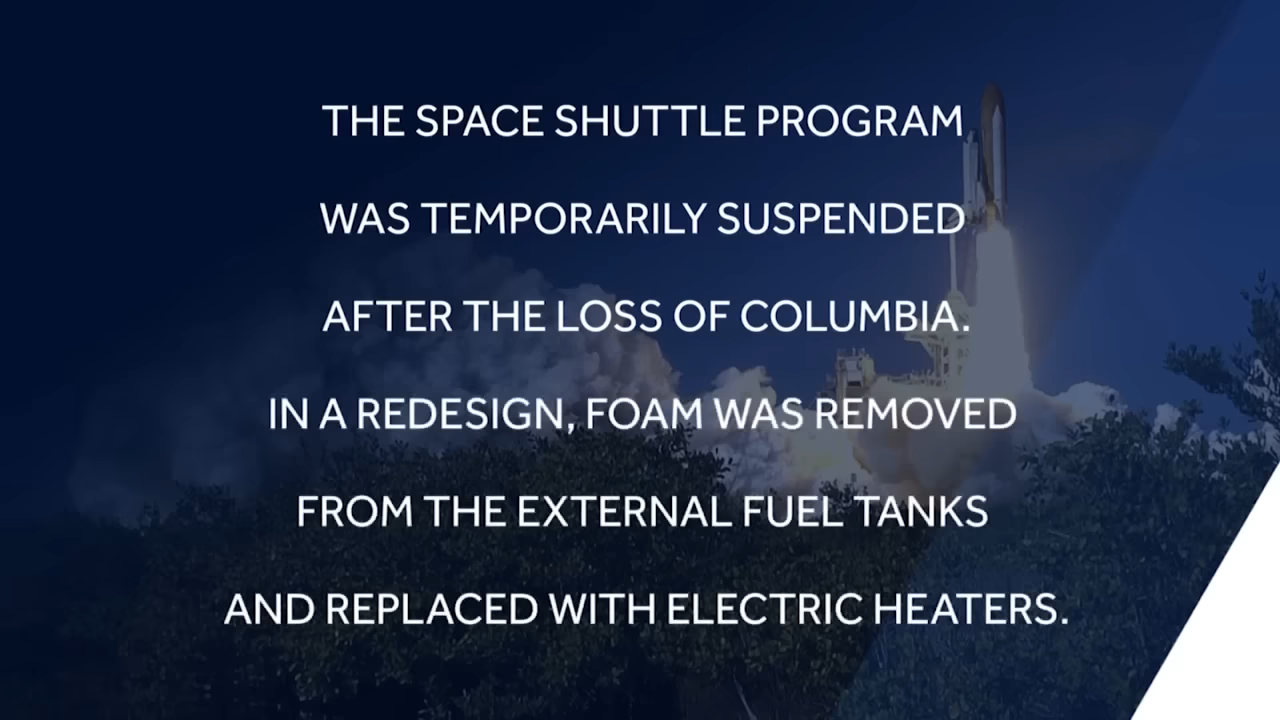 THE SPACE SHUTTLE PROGRAM
WAS TEMPORARILY SUSPENDED
AFTER THE LOSS OF COLUMBIA.
IN A REDESIGN, FOAM WAS REMOVED
FROM THE EXTERNAL FUEL TANKS
AND REPLACED WITH ELECTRIC HEATERS.